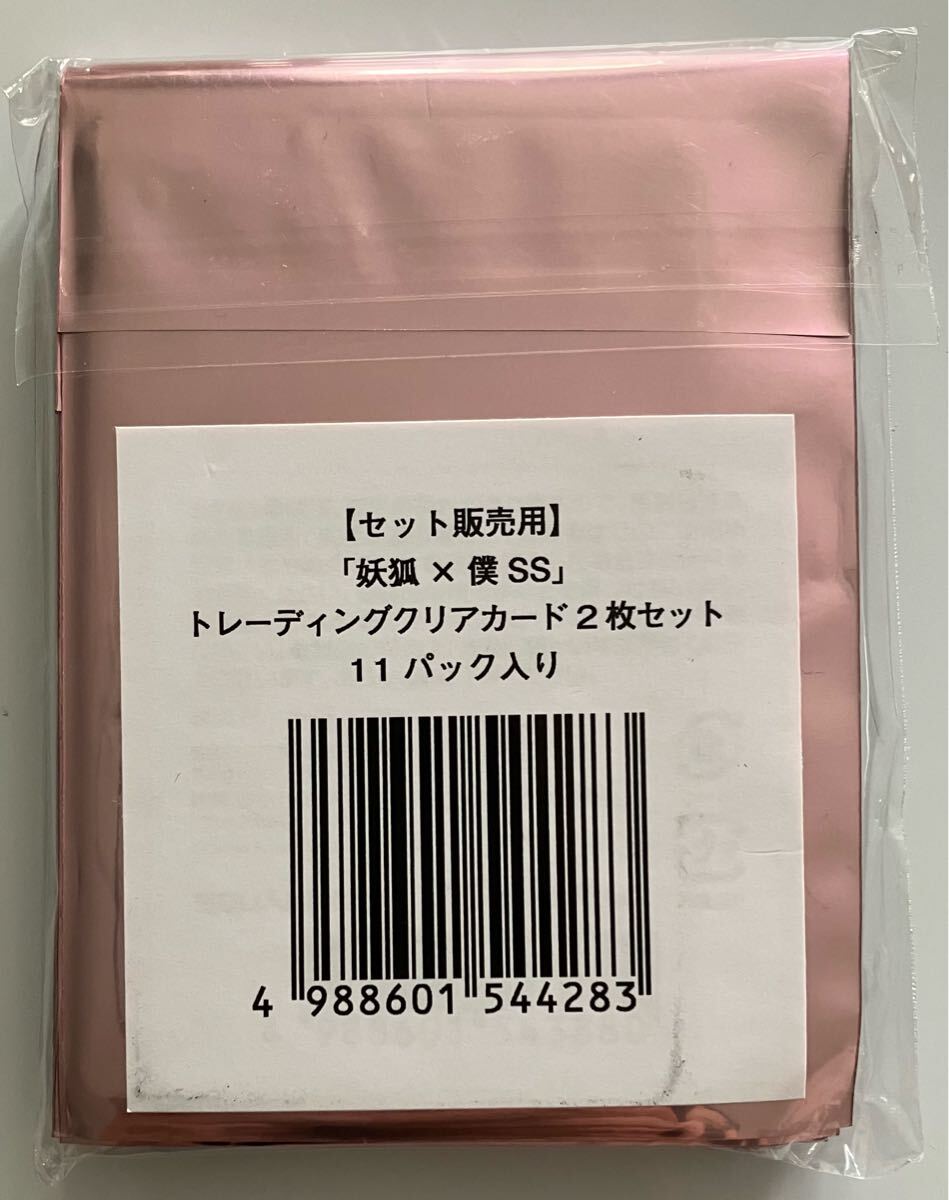 【セット販売用】
「妖狐 × 僕 SS」
トレーディングクリアカード 2 枚セット
11 パック入り
4 988601 544283